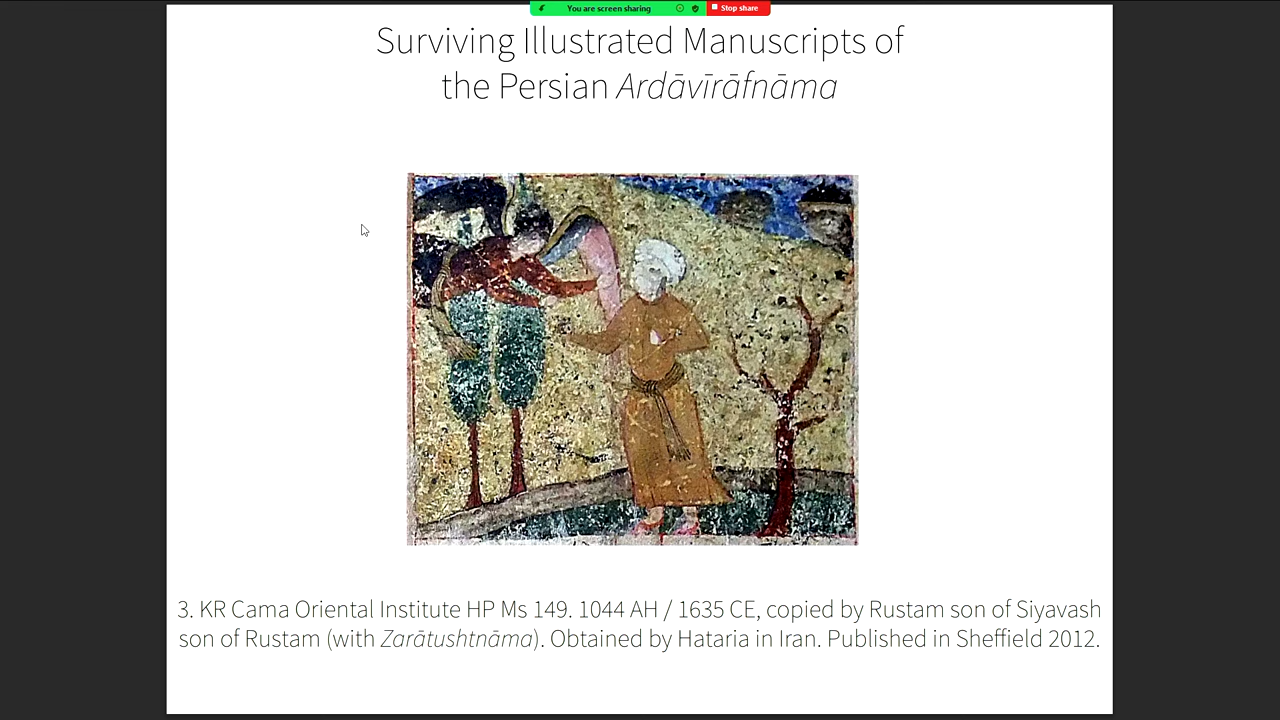 You are screen sharing
Stop share
Surviving Illustrated Manuscripts of
the Persian Ardāvīrāfnāma
3. KR Cama Oriental Institute HP Ms 149. 1044 AH / 1635 CE, copied by Rustam son of Siyavash
son of Rustam (with Zarātushtnāma). Obtained by Hataria in Iran. Published in Sheffield 2012.